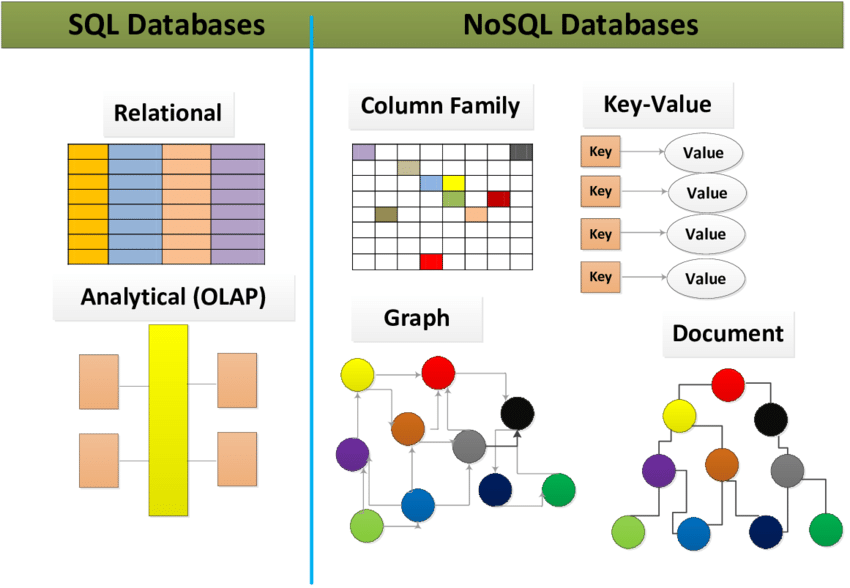 SQL Databases
NoSQL Databases
Relational
Column Family
Key-Value
Key
Value
Key
Value
Key
Value
Key
Value
Analytical (OLAP)
Graph
Document